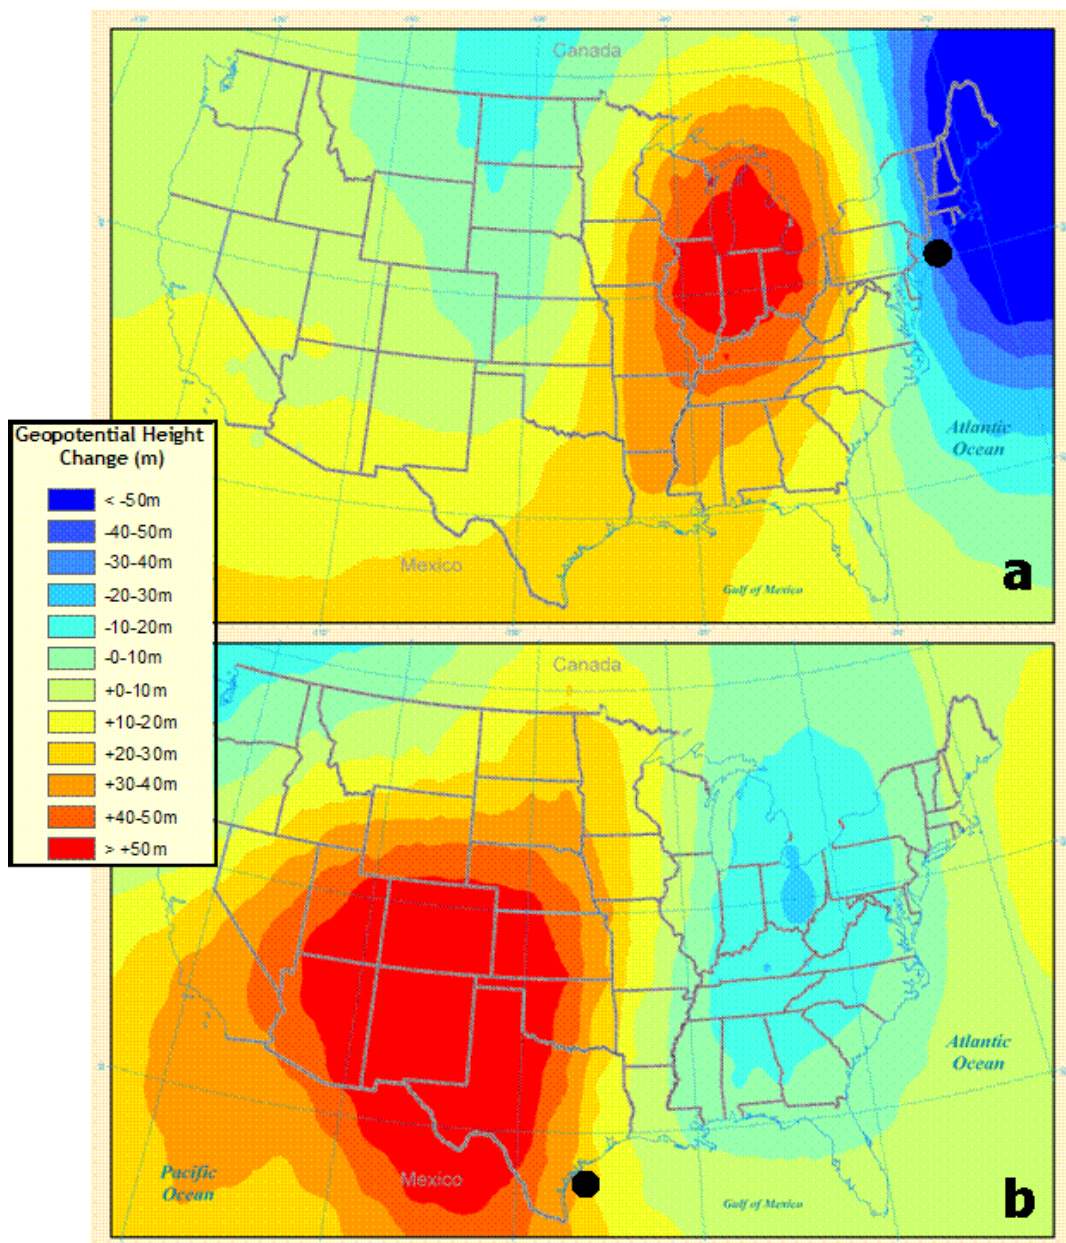 Canada
Geopotential Height
Change (m)
< -50m
-40-50m
-30-40m
-20-30m
-10-20m
-0-10m
+0-10m
+10-20m
+20-30m
+30-40m
+40-50m
> +50m
Atlantic
Ocean
Mexico
Gulf of Mexico
a
Canada
Atlantic
Ocean
Pacific
Ocean
Mexico
Gulf of Mexico
b